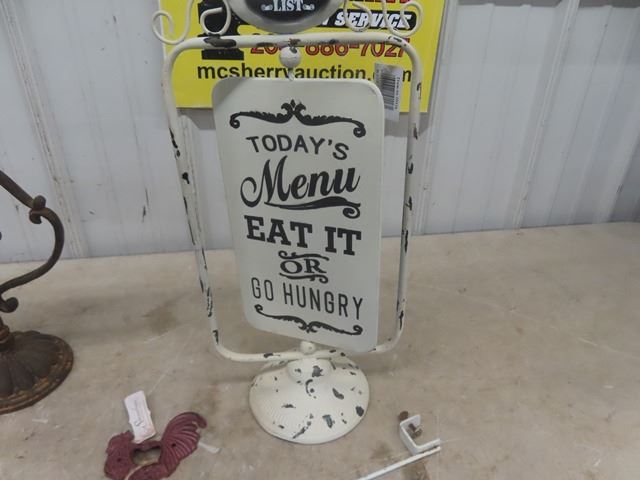 LIST
SERVICE
mcsherryauction.com
TODAY'S
Menu
EAT IT
OR
GO HUNGRY